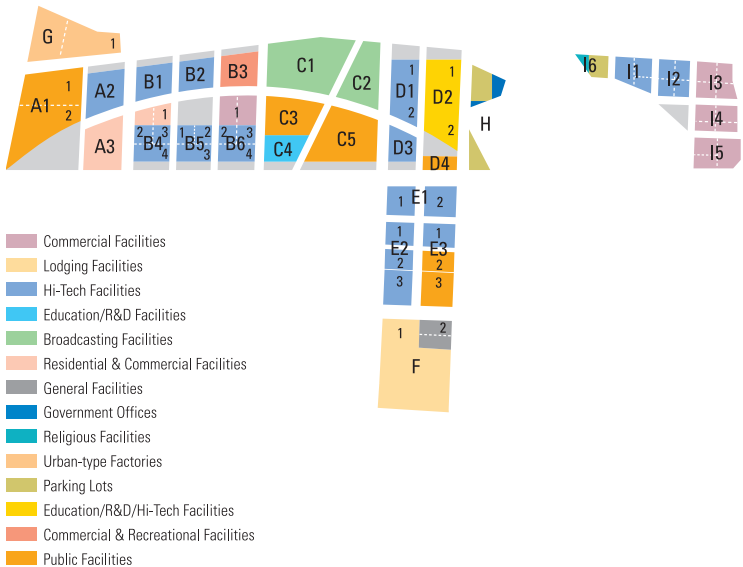 G 1
A1 1 2
A2
A3
B1 1
B2
B3
B4 1 2 3 4
B5 1 2 3
B6 1 2 3 4
C1
C2
C3
C4
C5
D1 1 2
D2 1 2
D3
D4
H
I6
I1
I2
I3
I4
I5
E1 1 2
E2 1 2 3
E3 1 2 3
F 1 2
Commercial Facilities
Lodging Facilities
Hi-Tech Facilities
Education/R&D Facilities
Broadcasting Facilities
Residential & Commercial Facilities
General Facilities
Government Offices
Religious Facilities
Urban-type Factories
Parking Lots
Education/R&D/Hi-Tech Facilities
Commercial & Recreational Facilities
Public Facilities